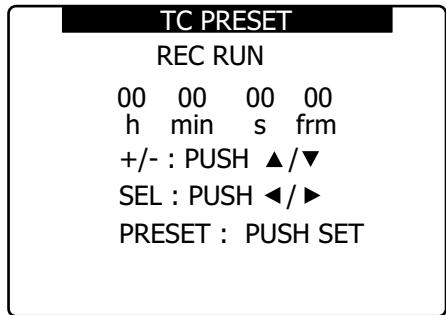 TC PRESET
REC RUN
00 00 00 00
h min s frm
+/- : PUSH ▲/▼
SEL : PUSH ◄/►
PRESET : PUSH SET